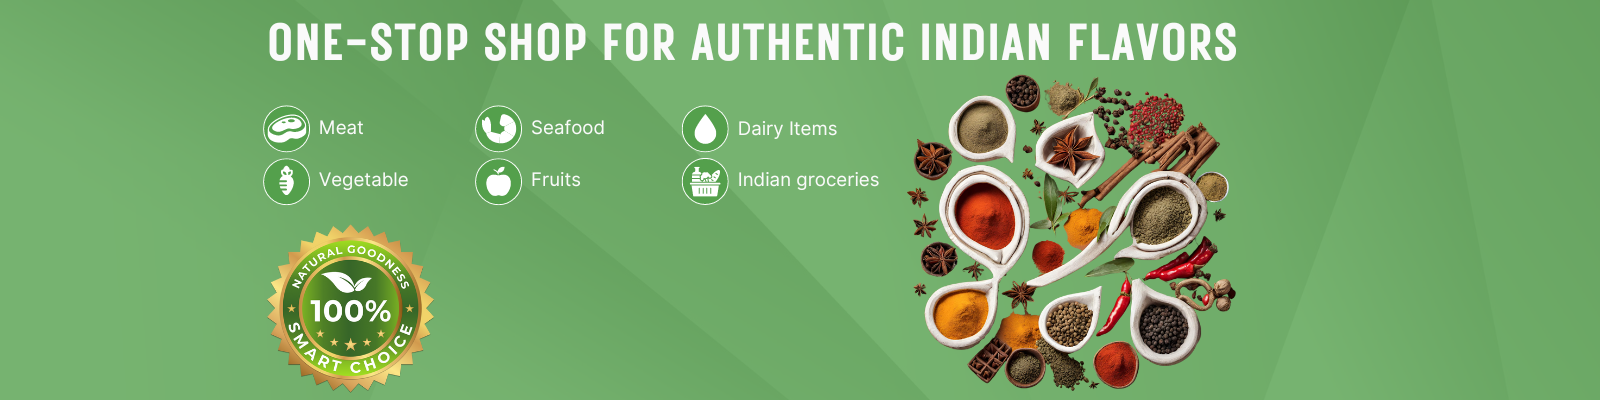 ONE-STOP SHOP FOR AUTHENTIC INDIAN FLAVORS
Meat
Seafood
Dairy Items
Vegetable
Fruits
Indian groceries
NATURAL GOODNESS
100%
SMART CHOICE